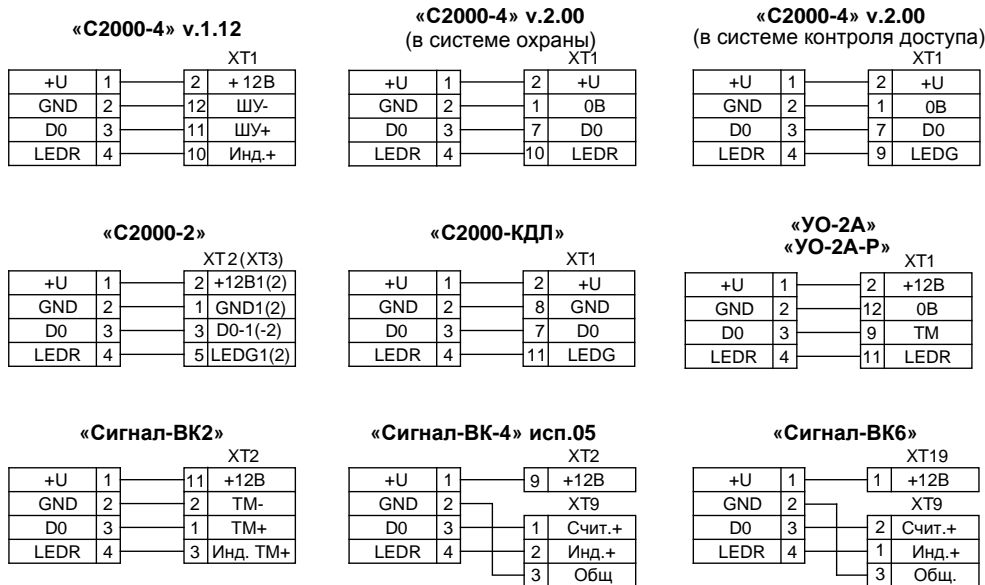 «С2000-4» v.1.12
XT1
+U 1 2 + 12В
GND 2 12 ШУ-
D0 3 11 ШУ+
LEDR 4 10 Инд.+
«С2000-4» v.2.00
(в системе охраны)
XT1
+U 1 2 +U
GND 2 1 0В
D0 3 7 D0
LEDR 4 10 LEDR
«С2000-4» v.2.00
(в системе контроля доступа)
XT1
+U 1 2 +U
GND 2 1 0В
D0 3 7 D0
LEDR 4 9 LEDG
«С2000-2»
XT2(XT3)
+U 1 2 +12В1(2)
GND 2 1 GND1(2)
D0 3 3 D0-1(-2)
LEDR 4 5 LEDG1(2)
«С2000-КДЛ»
XT1
+U 1 2 +U
GND 2 8 GND
D0 3 7 D0
LEDR 4 11 LEDG
«УО-2А»
«УО-2А-Р»
XT1
+U 1 2 +12В
GND 2 12 0В
D0 3 9 ТМ
LEDR 4 11 LEDR
«Сигнал-ВК2»
XT2
+U 1 11 +12В
GND 2 2 ТМ-
D0 3 1 ТМ+
LEDR 4 3 Инд. ТМ+
«Сигнал-ВК-4» исп.05
XT2
+U 1 9 +12В
GND 2 XT9
D0 3 1 Счит.+
LEDR 4 2 Инд.+
3 Общ
«Сигнал-ВК6»
XT19
+U 1 1 +12В
GND 2 XT9
D0 3 2 Счит.+
LEDR 4 1 Инд.+
3 Общ.